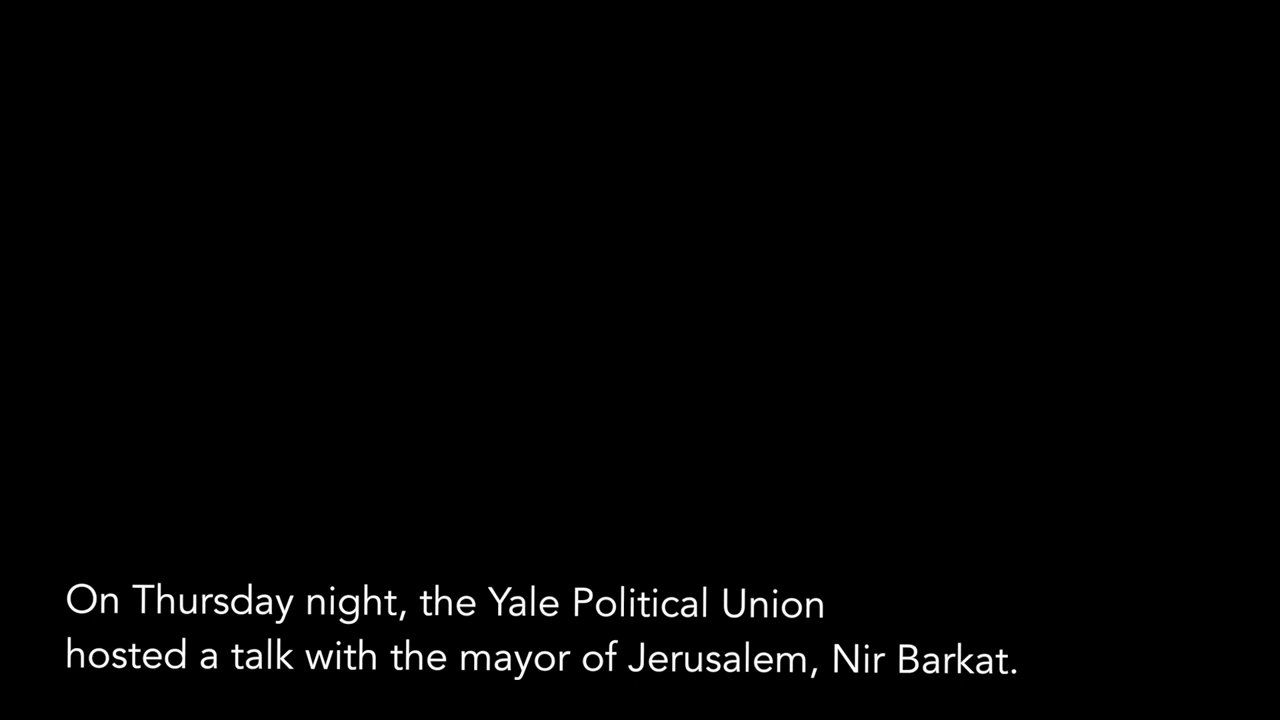 On Thursday night, the Yale Political Union
hosted a talk with the mayor of Jerusalem, Nir Barkat.